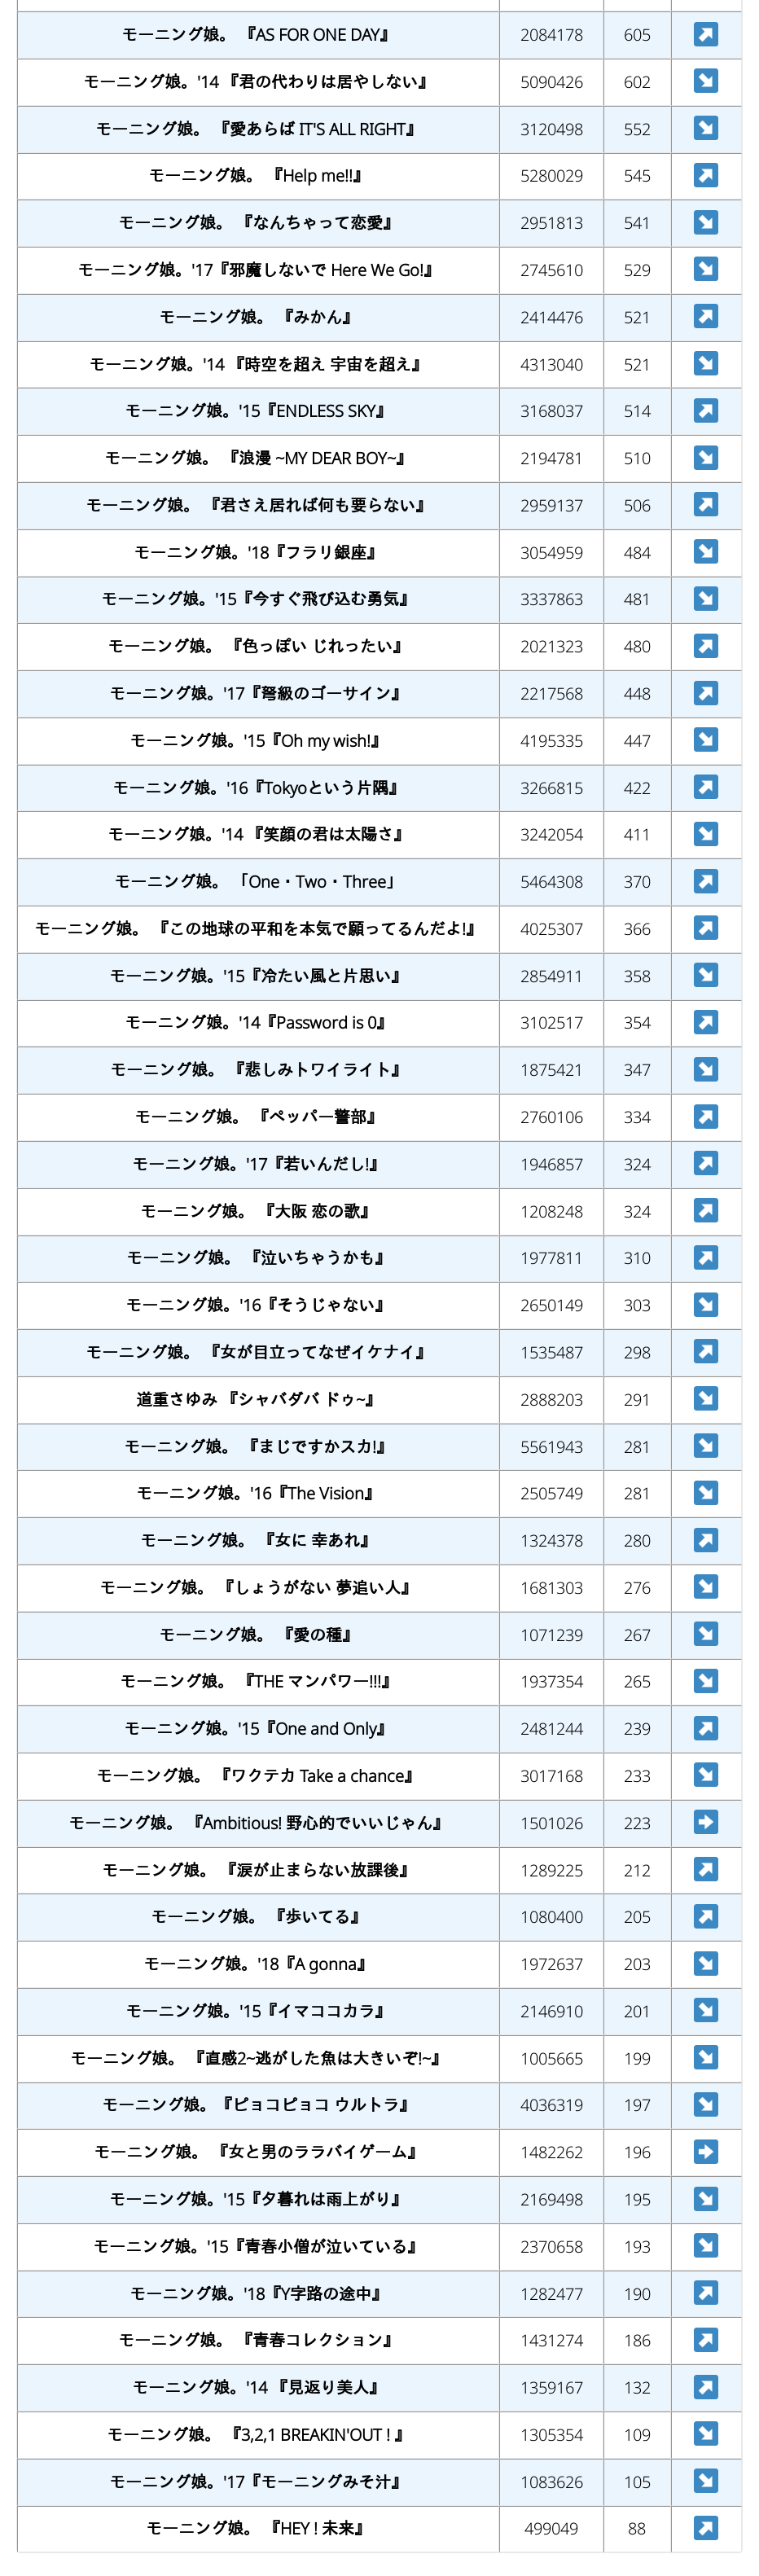 モーニング娘。 『AS FOR ONE DAY』 2084178 605 ↗
モーニング娘。'14 『君の代わりは居やしない』 5090426 602 ↘
モーニング娘。 『愛あらば IT'S ALL RIGHT』 3120498 552 ↘
モーニング娘。 『Help me!!』 5280029 545 ↗
モーニング娘。 『なんちゃって恋愛』 2951813 541 ↘
モーニング娘。'17『邪魔しないで Here We Go!』 2745610 529 ↘
モーニング娘。 『みかん』 2414476 521 ↗
モーニング娘。'14 『時空を超え 宇宙を超え』 4313040 521 ↘
モーニング娘。'15『ENDLESS SKY』 3168037 514 ↗
モーニング娘。 『浪漫 ~MY DEAR BOY~』 2194781 510 ↘
モーニング娘。 『君さえ居れば何も要らない』 2959137 506 ↗
モーニング娘。'18『フラリ銀座』 3054959 484 ↘
モーニング娘。'15『今すぐ飛び込む勇気』 3337863 481 ↘
モーニング娘。 『色っぽい じれったい』 2021323 480 ↗
モーニング娘。'17『弩級のゴーサイン』 2217568 448 ↗
モーニング娘。'15『Oh my wish!』 4195335 447 ↘
モーニング娘。'16『Tokyoという片隅』 3266815 422 ↗
モーニング娘。'14 『笑顔の君は太陽さ』 3242054 411 ↘
モーニング娘。 「One・Two・Three」 5464308 370 ↗
モーニング娘。 『この地球の平和を本気で願ってるんだよ!』 4025307 366 ↗
モーニング娘。'15『冷たい風と片思い』 2854911 358 ↘
モーニング娘。'14『Password is 0』 3102517 354 ↗
モーニング娘。 『悲しみトワイライト』 1875421 347 ↘
モーニング娘。 『ペッパー警部』 2760106 334 ↗
モーニング娘。'17『若いんだし!』 1946857 324 ↗
モーニング娘。 『大阪 恋の歌』 1208248 324 ↗
モーニング娘。 『泣いちゃうかも』 1977811 310 ↗
モーニング娘。'16『そうじゃない』 2650149 303 ↘
モーニング娘。 『女が目立ってなぜイケナイ』 1535487 298 ↗
道重さゆみ 『シャバダバ ドゥ~』 2888203 291 ↘
モーニング娘。 『まじですかスカ!』 5561943 281 ↘
モーニング娘。'16『The Vision』 2505749 281 ↘
モーニング娘。 『女に 幸あれ』 1324378 280 ↗
モーニング娘。 『しょうがない 夢追い人』 1681303 276 ↘
モーニング娘。 『愛の種』 1071239 267 ↘
モーニング娘。 『THE マンパワー!!!』 1937354 265 ↘
モーニング娘。'15『One and Only』 2481244 239 ↗
モーニング娘。 『ワクテカ Take a chance』 3017168 233 ↘
モーニング娘。 『Ambitious! 野心的でいいじゃん』 1501026 223 ➡
モーニング娘。 『涙が止まらない放課後』 1289225 212 ↗
モーニング娘。 『歩いてる』 1080400 205 ↗
モーニング娘。'18『A gonna』 1972637 203 ↘
モーニング娘。'15『イマココカラ』 2146910 201 ↘
モーニング娘。 『直感2~逃がした魚は大きいぞ!~』 1005665 199 ↘
モーニング娘。『ピョコピョコ ウルトラ』 4036319 197 ↘
モーニング娘。 『女と男のララバイゲーム』 1482262 196 ➡
モーニング娘。'15『夕暮れは雨上がり』 2169498 195 ↘
モーニング娘。'15『青春小僧が泣いている』 2370658 193 ↘
モーニング娘。'18『Y字路の途中』 1282477 190 ↗
モーニング娘。 『青春コレクション』 1431274 186 ↗
モーニング娘。'14 『見返り美人』 1359167 132 ↗
モーニング娘。 『3,2,1 BREAKIN'OUT ! 』 1305354 109 ↘
モーニング娘。'17『モーニングみそ汁』 1083626 105 ↘
モーニング娘。 『HEY ! 未来』 499049 88 ↗